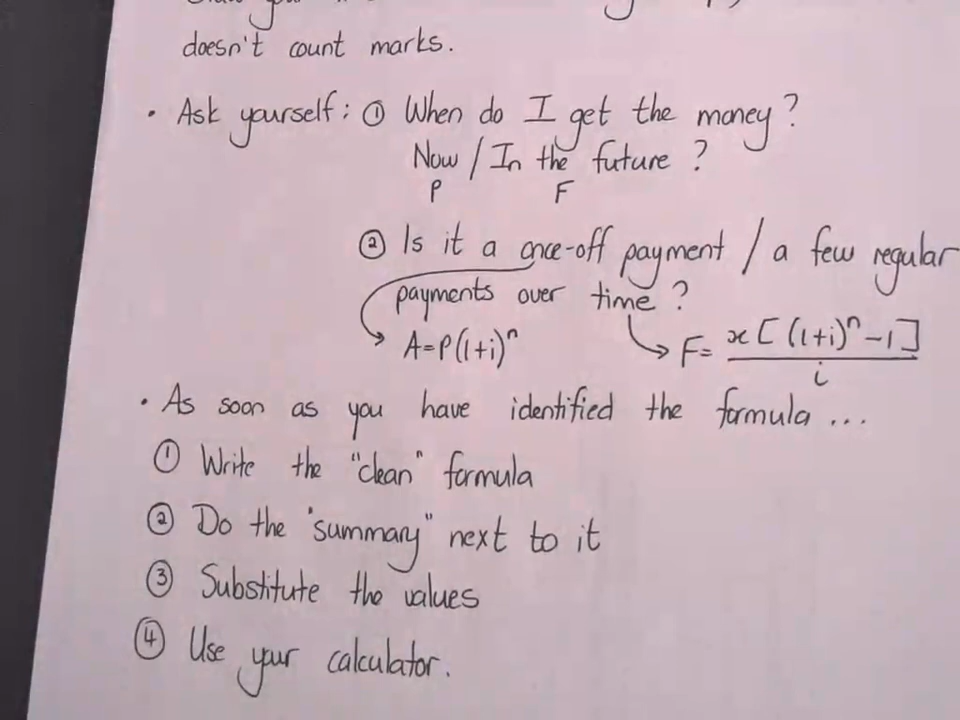 doesn't count marks.
• Ask yourself: ① When do I get the money?
Now / In the future?
P F
② Is it a once-off payment / a few regular
payments over time?
A=P(1+i)ⁿ F= x[(1+i)ⁿ-1]
i
• As soon as you have identified the formula ...
① Write the "clean" formula
② Do the "summary" next to it
③ Substitute the values
④ Use your calculator.